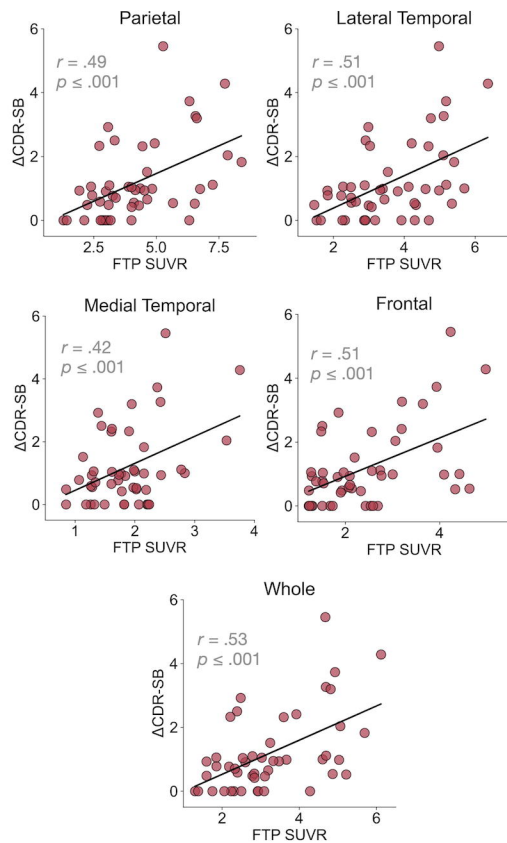 Parietal
6
4
2
0
r = .49
p ≤ .001
ΔCDR-SB
2.5 5.0 7.5
FTP SUVR
Lateral Temporal
6
4
2
0
r = .51
p ≤ .001
ΔCDR-SB
2 4 6
FTP SUVR
Medial Temporal
6
4
2
0
r = .42
p ≤ .001
ΔCDR-SB
1 2 3 4
FTP SUVR
Frontal
6
4
2
0
r = .51
p ≤ .001
ΔCDR-SB
2 4
FTP SUVR
Whole
6
4
2
0
r = .53
p ≤ .001
ΔCDR-SB
2 4 6
FTP SUVR